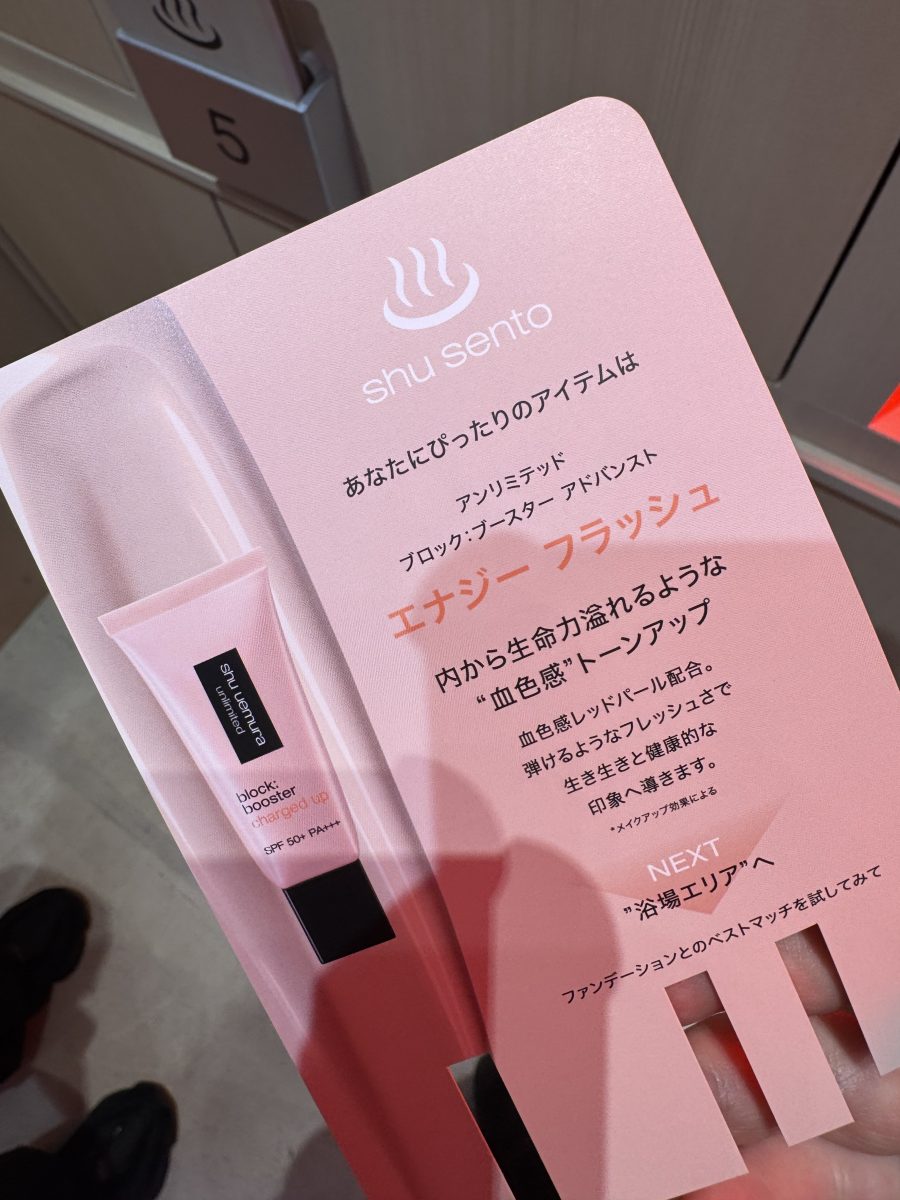 5
shu sento
あなたにぴったりのアイテムは
アンリミテッド
ブロック:ブースター アドバンスト
エナジー フラッシュ
内から生命力溢れるような
“血色感”トーンアップ
血色感レッドパール配合。
弾けるようなフレッシュさで
生き生きと健康的な
印象へ導きます。
*メイクアップ効果による
NEXT
”浴場エリア”へ
ファンデーションとのベストマッチを試してみて
shu uemura
unlimited
block:
booster
charged up
SPF 50+ PA+++